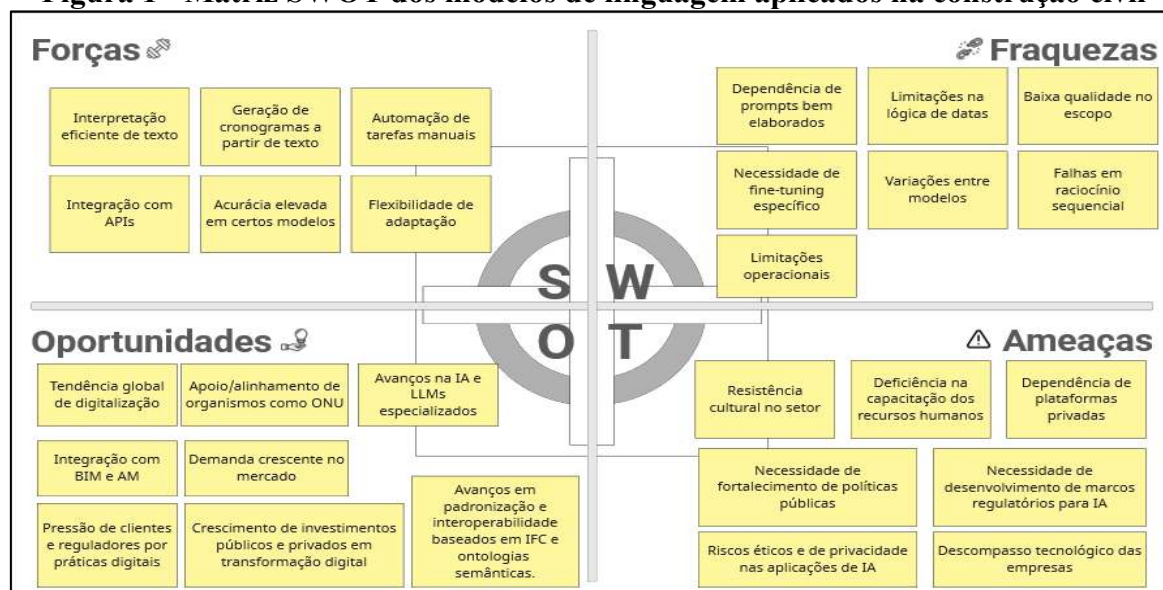 Figura 1 - Matriz SWOT dos modelos de linguagem aplicados na construção civil
Forças
Interpretação
eficiente de texto
Geração de
cronogramas a
partir de texto
Automação de
tarefas manuais
Integração com
APIs
Acurácia elevada
em certos modelos
Flexibilidade de
adaptação
Fraquezas
Dependência de
prompts bem
elaborados
Limitações na
lógica de datas
Baixa qualidade no
escopo
Necessidade de
fine-tuning
específico
Variações entre
modelos
Falhas em
raciocínio
sequencial
Limitações
operacionais
S W
O T
Oportunidades
Tendência global
de digitalização
Apoio/alinhamento de
organismos como ONU
Avanços na IA e
LLMs
especializados
Integração com
BIM e AM
Demanda crescente no
mercado
Pressão de clientes
e reguladores por
práticas digitais
Crescimento de investimentos
públicos e privados em
transformação digital
Avanços em
padronização e
interoperabilidade
baseados em IFC e
ontologias
semânticas.
Ameaças
Resistência
cultural no setor
Deficiência na
capacitação dos
recursos humanos
Dependência de
plataformas
privadas
Necessidade de
fortalecimento de políticas
públicas
Necessidade de
desenvolvimento de marcos
regulatórios para IA
Riscos éticos e de privacidade
nas aplicações de IA
Descompasso tecnológico das
empresas